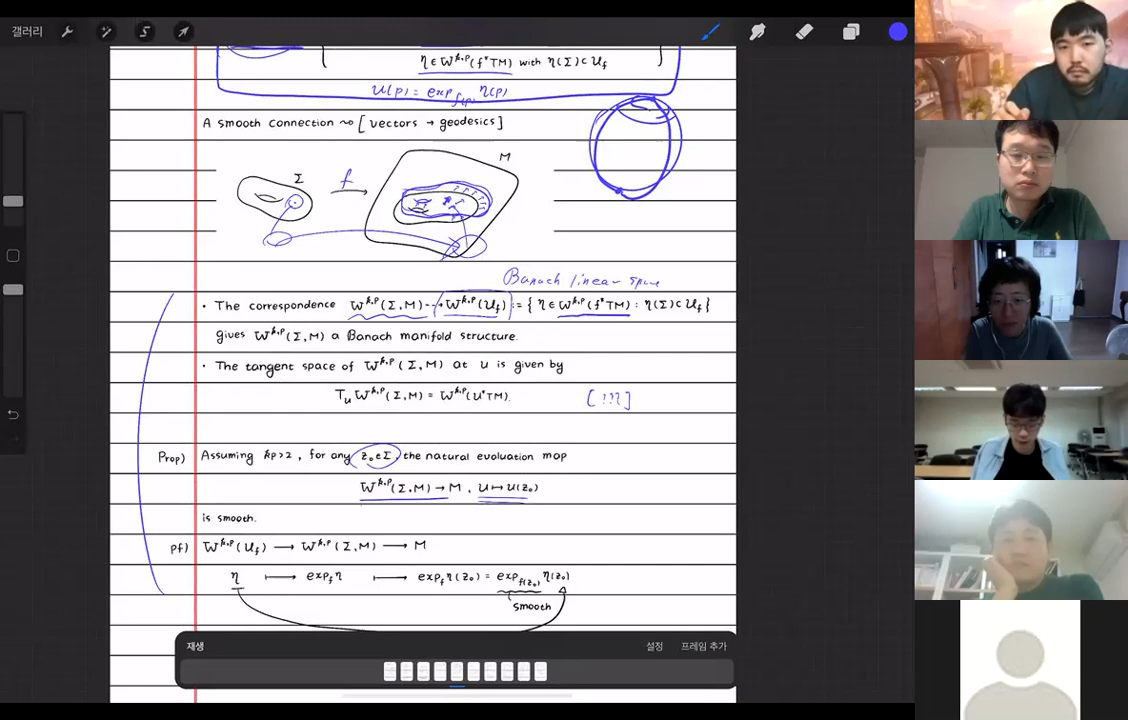 갤러리
η ∈ W^{k,p}(f*TM) with η(Σ) ⊂ U_f
u(p) = exp_{f(p)} η(p)
A smooth connection ⇝ [ vectors → geodesics ]
M
Σ
f
Banach linear space
• The correspondence W^{k,p}(Σ,M) ⇢ W^{k,p}(U_f) := { η ∈ W^{k,p}(f*TM) : η(Σ) ⊂ U_f }
gives W^{k,p}(Σ,M) a Banach manifold structure.
• The tangent space of W^{k,p}(Σ,M) at u is given by
T_u W^{k,p}(Σ,M) = W^{k,p}(u*TM).
Prop) Assuming kp>2, for any z₀∈Σ, the natural evaluation map
W^{k,p}(Σ,M) → M, u ↦ u(z₀)
is smooth.
Pf) W^{k,p}(U_f) ⟶ W^{k,p}(Σ,M) ⟶ M
η ⟼ exp_f η ⟼ exp_f η(z₀) = exp_{f(z₀)} η(z₀)
smooth
재생 설정 프레임 추가